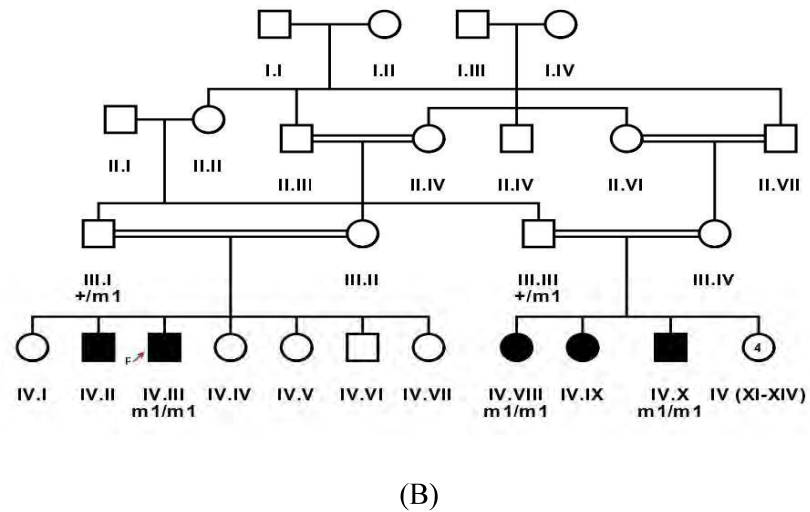 I.I I.II I.III I.IV
II.I II.II II.III II.IV II.IV II.VI II.VII
III.I III.II III.III III.IV
+/m1 +/m1
4
P
IV.I IV.II IV.III IV.IV IV.V IV.VI IV.VII IV.VIII IV.IX IV.X IV (XI-XIV)
m1/m1 m1/m1 m1/m1
(B)